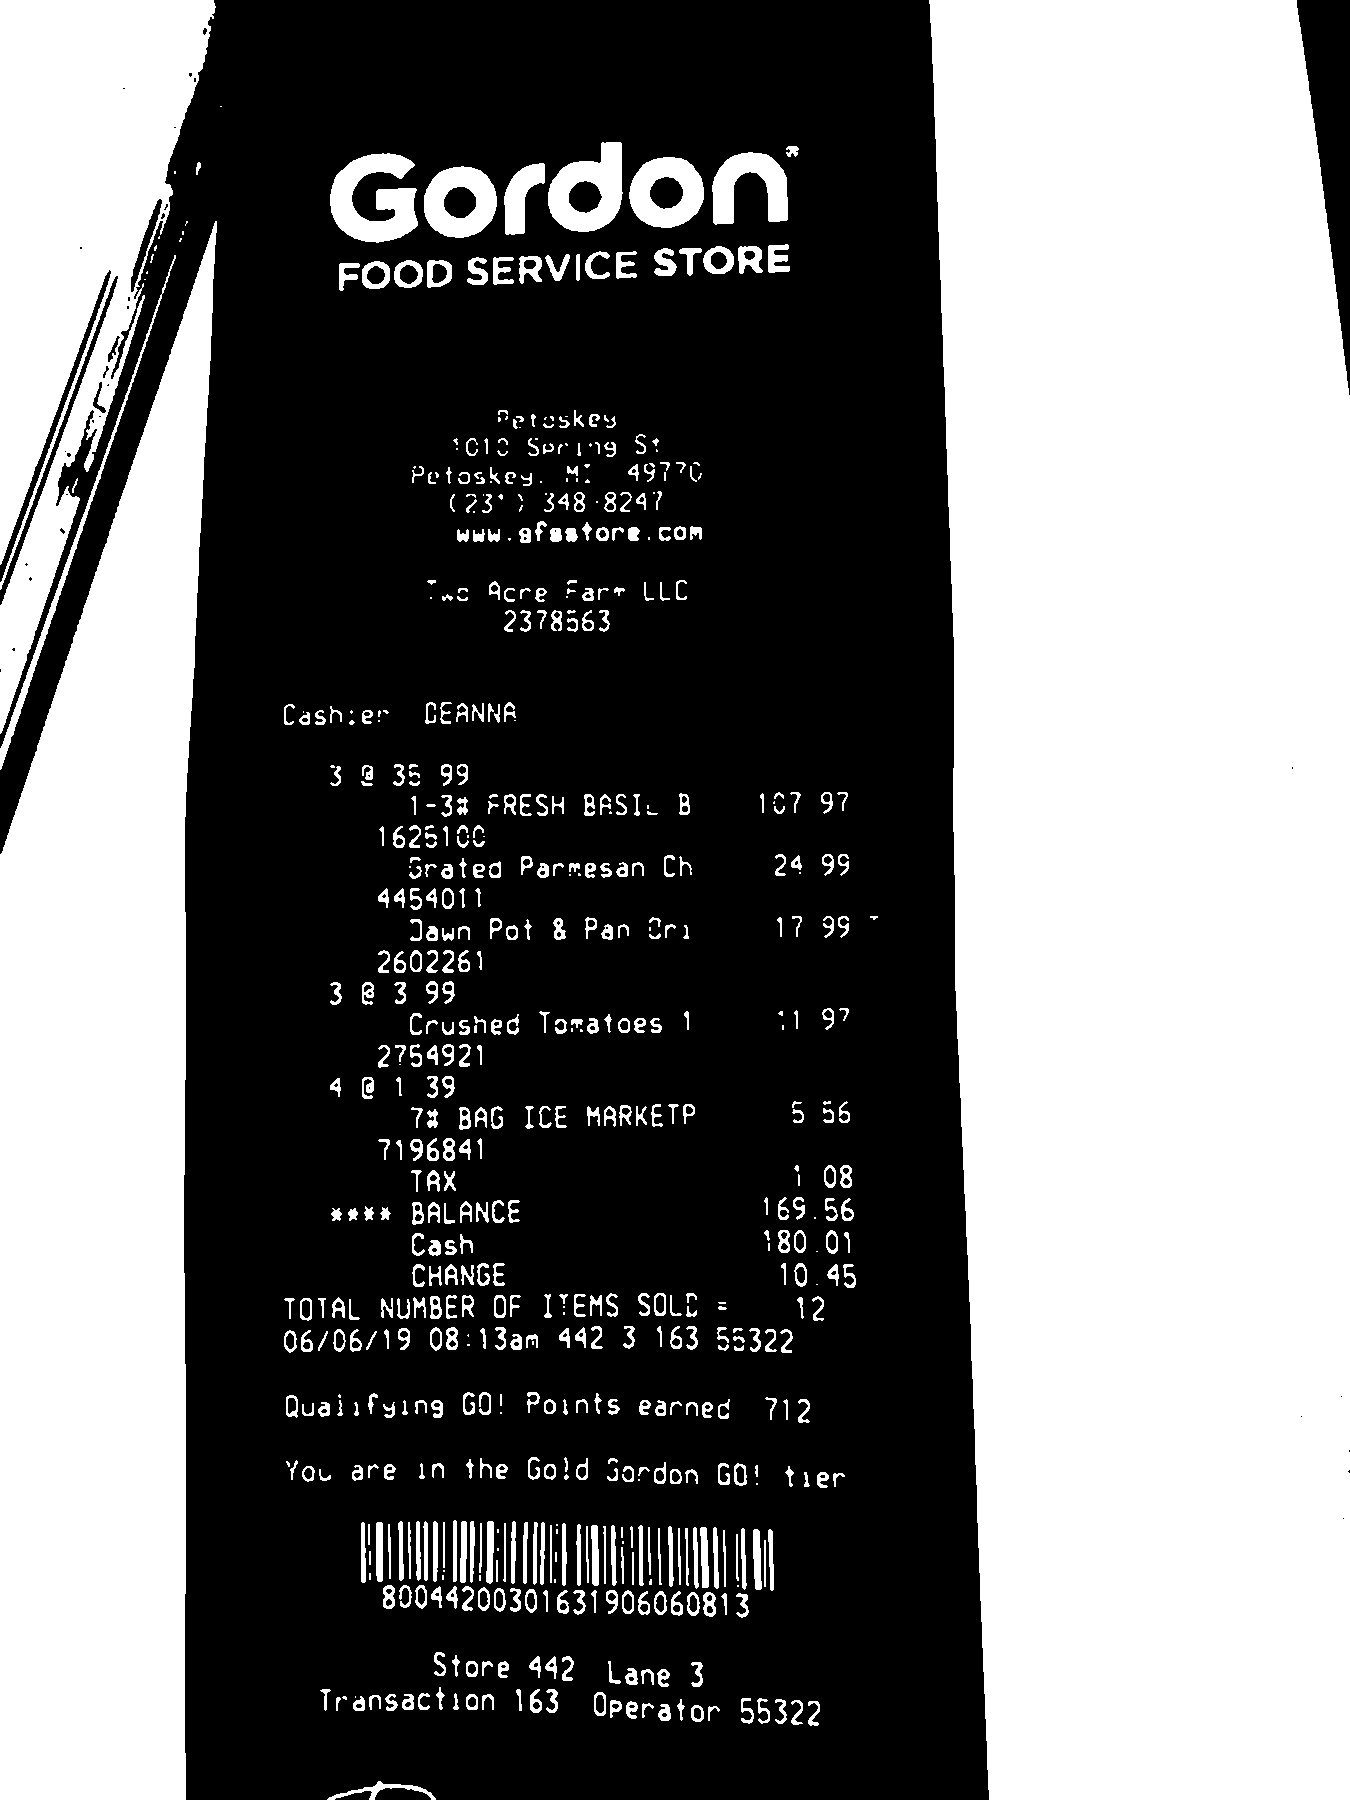 Gordon
FOOD SERVICE STORE
Petoskey
1010 Spring St
Petoskey, MI 49770
(231) 348-8247
www.gfsstore.com
Two Acre Farm LLC
2378563
Cashier DEANNA
3 @ 35 99
1-3# FRESH BASIL B 107 97
1625100
Grated Parmesan Ch 24 99
4454011
Dawn Pot & Pan Ori 17 99 T
2602261
3 @ 3 99
Crushed Tomatoes 1 11 97
2754921
4 @ 1 39
7# BAG ICE MARKETP 5 56
7196841
TAX 1 08
**** BALANCE 169.56
Cash 180.01
CHANGE 10.45
TOTAL NUMBER OF ITEMS SOLD = 12
06/06/19 08:13am 442 3 163 55322
Qualifying GO! Points earned 712
You are in the Gold Gordon GO! tier
80044200301631906060813
Store 442 Lane 3
Transaction 163 Operator 55322